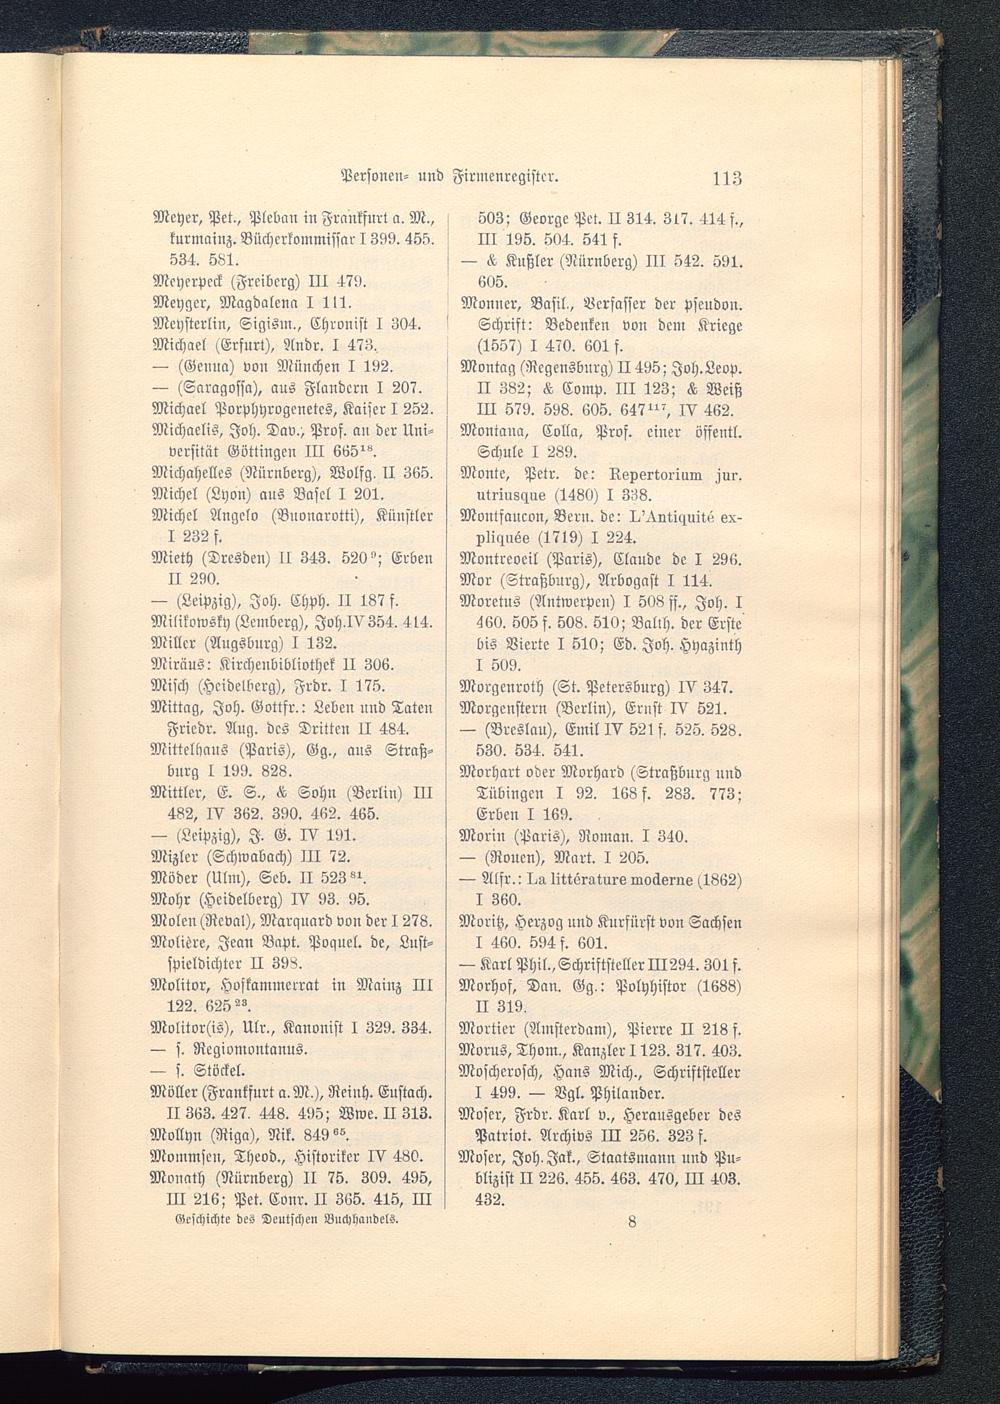 Personen- und Firmenregister. 113
Meyer, Pet., Pleban in Frankfurt a. M.,
kurmainz. Bücherkommissar I 399. 455.
534. 581.
Meyerpeck (Freiberg) III 479.
Meyger, Magdalena I 111.
Meysterlin, Sigism., Chronist I 304.
Michael (Erfurt), Andr. I 473.
— (Genua) von München I 192.
— (Saragossa), aus Flandern I 207.
Michael Porphyrogenetes, Kaiser I 252.
Michaelis, Joh. Dav., Prof. an der Uni-
versität Göttingen III 665¹⁸.
Michahelles (Nürnberg), Wolfg. II 365.
Michel (Lyon) aus Basel I 201.
Michel Angelo (Buonarotti), Künstler
I 232 f.
Mieth (Dresden) II 343. 520⁹; Erben
II 290.
— (Leipzig), Joh. Chph. II 187 f.
Milikowsky (Lemberg), Joh. IV 354. 414.
Miller (Augsburg) I 132.
Miräus: Kirchenbibliothek II 306.
Misch (Heidelberg), Frdr. I 175.
Mittag, Joh. Gottfr.: Leben und Taten
Friedr. Aug. des Dritten II 484.
Mittelhaus (Paris), Gg., aus Straß-
burg I 199. 828.
Mittler, E. S., & Sohn (Berlin) III
482, IV 362. 390. 462. 465.
— (Leipzig), J. G. IV 191.
Mizler (Schwabach) III 72.
Möder (Ulm), Seb. II 523⁸¹.
Mohr (Heidelberg) IV 93. 95.
Molen (Reval), Marquard von der I 278.
Molière, Jean Bapt. Poquel. de, Lust-
spieldichter II 398.
Molitor, Hofkammerrat in Mainz III
122. 625²³.
Molitor(is), Ulr., Kanonist I 329. 334.
— s. Regiomontanus.
— s. Stöckel.
Möller (Frankfurt a. M.), Reinh. Eustach.
II 363. 427. 448. 495; Wwe. II 313.
Mollyn (Riga), Nik. 849⁶⁵.
Mommsen, Theod., Historiker IV 480.
Monath (Nürnberg) II 75. 309. 495,
III 216; Pet. Conr. II 365. 415, III
503; George Pet. II 314. 317. 414 f.,
III 195. 504. 541 f.
— & Kußler (Nürnberg) III 542. 591.
605.
Monner, Basil., Verfasser der pseudon.
Schrift: Bedenken von dem Kriege
(1557) I 470. 601 f.
Montag (Regensburg) II 495; Joh. Leop.
II 382; & Comp. III 123; & Weiß
III 579. 598. 605. 647¹¹⁷, IV 462.
Montana, Colla, Prof. einer öffentl.
Schule I 289.
Monte, Petr. de: Repertorium jur.
utriusque (1480) I 338.
Montfaucon, Bern. de: L'Antiquité ex-
pliquée (1719) I 224.
Montreoeil (Paris), Claude de I 296.
Mor (Straßburg), Arbogast I 114.
Moretus (Antwerpen) I 508 ff., Joh. I
460. 505 f. 508. 510; Balth. der Erste
bis Vierte I 510; Ed. Joh. Hyazinth
I 509.
Morgenroth (St. Petersburg) IV 347.
Morgenstern (Berlin), Ernst IV 521.
— (Breslau), Emil IV 521 f. 525. 528.
530. 534. 541.
Morhart oder Morhard (Straßburg und
Tübingen I 92. 168 f. 283. 773;
Erben I 169.
Morin (Paris), Roman. I 340.
— (Rouen), Mart. I 205.
— Alfr.: La littérature moderne (1862)
I 360.
Moritz, Herzog und Kurfürst von Sachsen
I 460. 594 f. 601.
— Karl Phil., Schriftsteller III 294. 301 f.
Morhof, Dan. Gg.: Polyhistor (1688)
II 319.
Mortier (Amsterdam), Pierre II 218 f.
Morus, Thom., Kanzler I 123. 317. 403.
Moscherosch, Hans Mich., Schriftsteller
I 499. — Vgl. Philander.
Moser, Frdr. Karl v., Herausgeber des
Patriot. Archivs III 256. 323 f.
Moser, Joh. Jak., Staatsmann und Pu-
blizist II 226. 455. 463. 470, III 403.
432.
Geschichte des Deutschen Buchhandels. 8